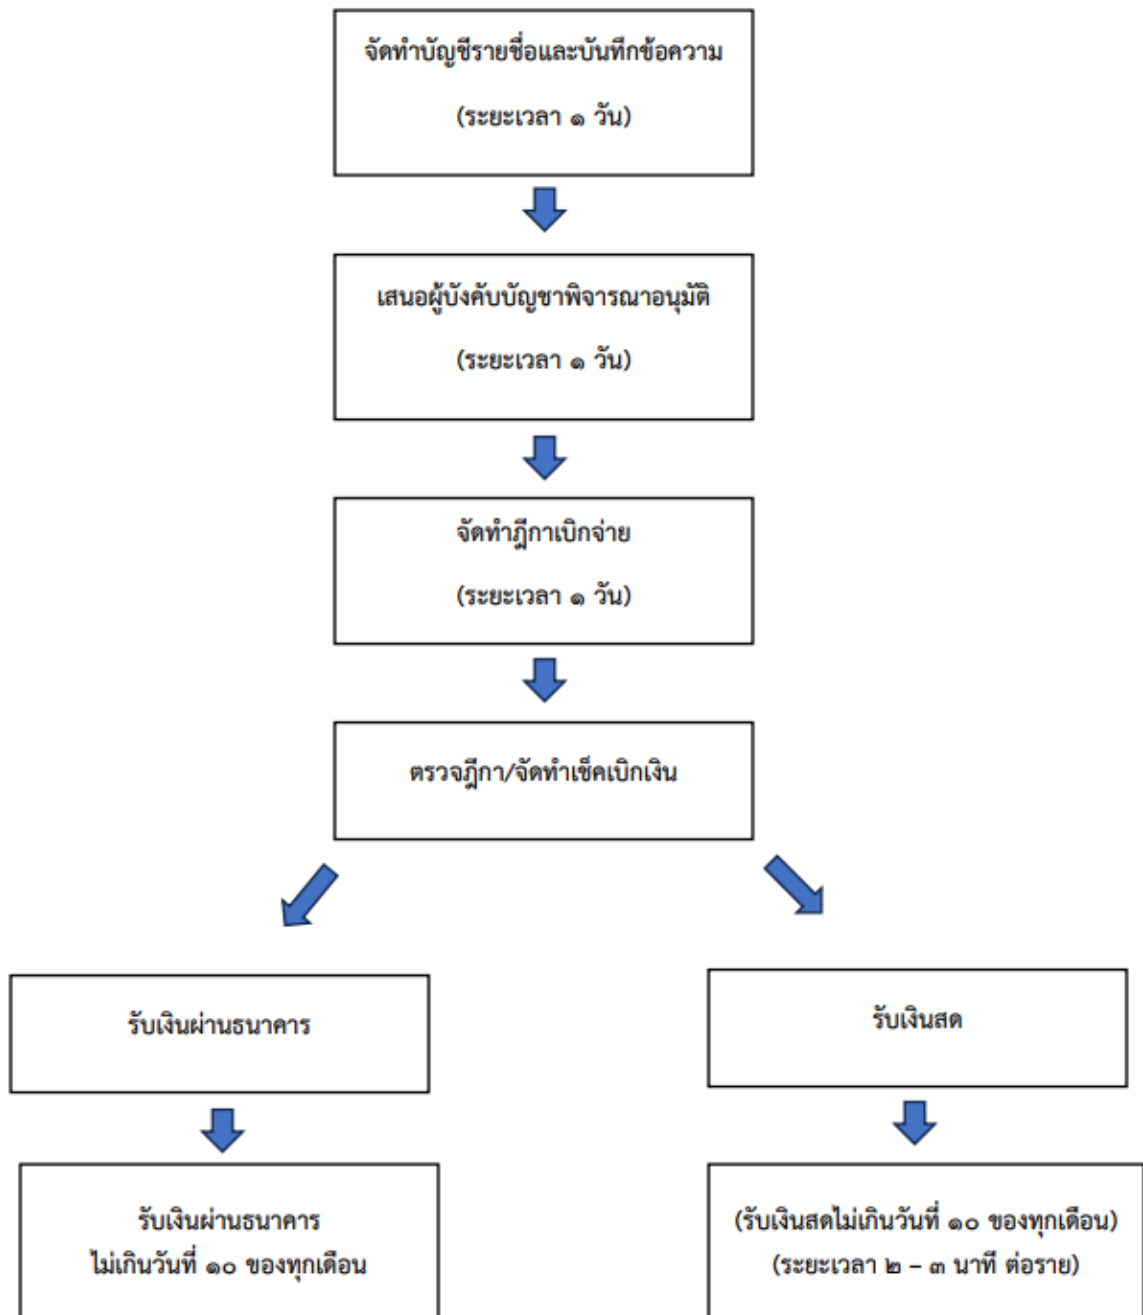 จัดทำบัญชีรายชื่อและบันทึกข้อความ
(ระยะเวลา ๑ วัน)
เสนอผู้บังคับบัญชาพิจารณาอนุมัติ
(ระยะเวลา ๑ วัน)
จัดทำฎีกาเบิกจ่าย
(ระยะเวลา ๑ วัน)
ตรวจฎีกา/จัดทำเช็คเบิกเงิน
รับเงินผ่านธนาคาร
รับเงินสด
รับเงินผ่านธนาคาร
ไม่เกินวันที่ ๑๐ ของทุกเดือน
(รับเงินสดไม่เกินวันที่ ๑๐ ของทุกเดือน)
(ระยะเวลา ๒ – ๓ นาที ต่อราย)